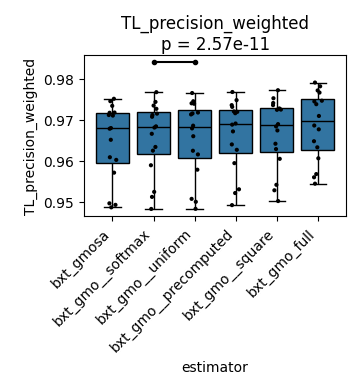 TL_precision_weighted
p = 2.57e-11
TL_precision_weighted
0.98
0.97
0.96
0.95
bxt_gmosa
bxt_gmo__softmax
bxt_gmo__uniform
bxt_gmo__precomputed
bxt_gmo__square
bxt_gmo_full
estimator